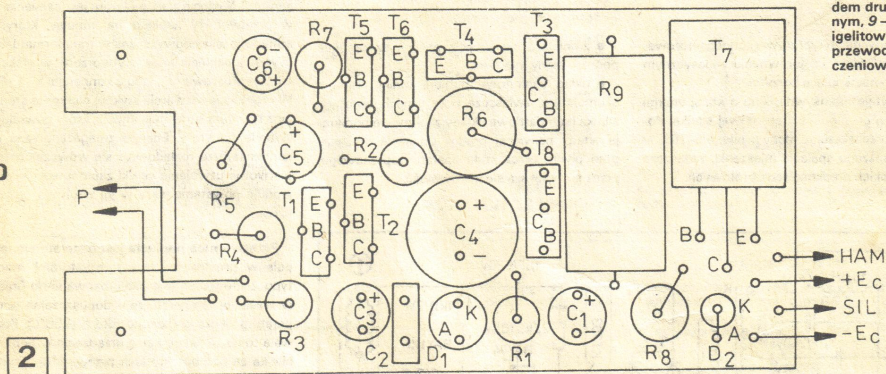 dem dru
nym, 9 –
igelitow
przewod
czeniow
R7 T5 T6 T4 T3 T7
C6 - + E E E B C E
B B C B
C C
R9
R6
C5 + - R2 T8
R5
P T1 E T2 E C4 + - E
B B C B
R4 C C
B E
C
HAM
+Ec
SIL
-Ec
R3 C3 + - C2 D1 K A R1 C1 + - R8 K A D2
2